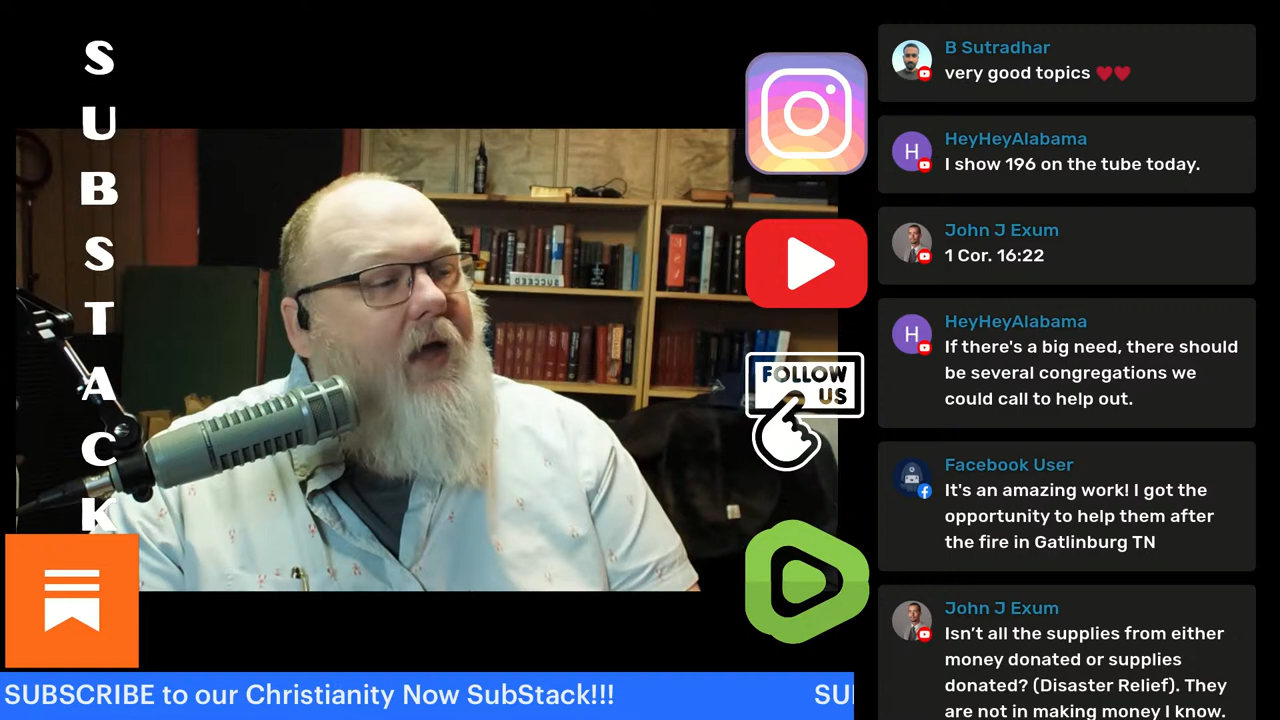 SUBSTACK
FOLLOW
US
SUBSCRIBE to our Christianity Now SubStack!!!
SU
B Sutradhar
very good topics ♥♥
HeyHeyAlabama
H
I show 196 on the tube today.
John J Exum
1 Cor. 16:22
HeyHeyAlabama
H
If there's a big need, there should
be several congregations we
could call to help out.
Facebook User
It's an amazing work! I got the
opportunity to help them after
the fire in Gatlinburg TN
John J Exum
Isn’t all the supplies from either
money donated or supplies
donated? (Disaster Relief). They
are not in making money I know.